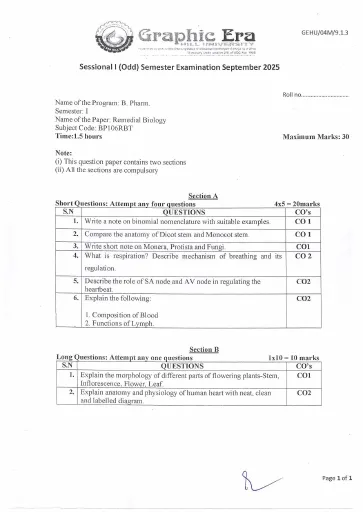 Graphic Era
HILL UNIVERSITY
GEHU/04M/9.1.3
Sessional I (Odd) Semester Examination September 2025
Roll no.............................
Name of the Program: B. Pharm.
Semester: I
Name of the Paper: Remedial Biology
Subject Code: BP106RBT
Time:1.5 hours Maximum Marks: 30
Note:
(i) This question paper contains two sections
(ii) All the sections are compulsory
Section A
Short Questions: Attempt any four questions 4x5 = 20marks
S.N QUESTIONS CO's
1. Write a note on binomial nomenclature with suitable examples. CO 1
2. Compare the anatomy of Dicot stem and Monocot stem. CO 1
3. Write short note on Monera, Protista and Fungi. CO1
4. What is respiration? Describe mechanism of breathing and its CO 2
regulation.
5. Describe the role of SA node and AV node in regulating the CO2
heartbeat.
6. Explain the following: CO2
1. Composition of Blood
2. Functions of Lymph.
Section B
Long Questions: Attempt any one questions 1x10 = 10 marks
S.N QUESTIONS CO's
1. Explain the morphology of different parts of flowering plants-Stem, CO1
Inflorescence, Flower, Leaf.
2. Explain anatomy and physiology of human heart with neat, clean CO2
and labelled diagram.
Page 1 of 1